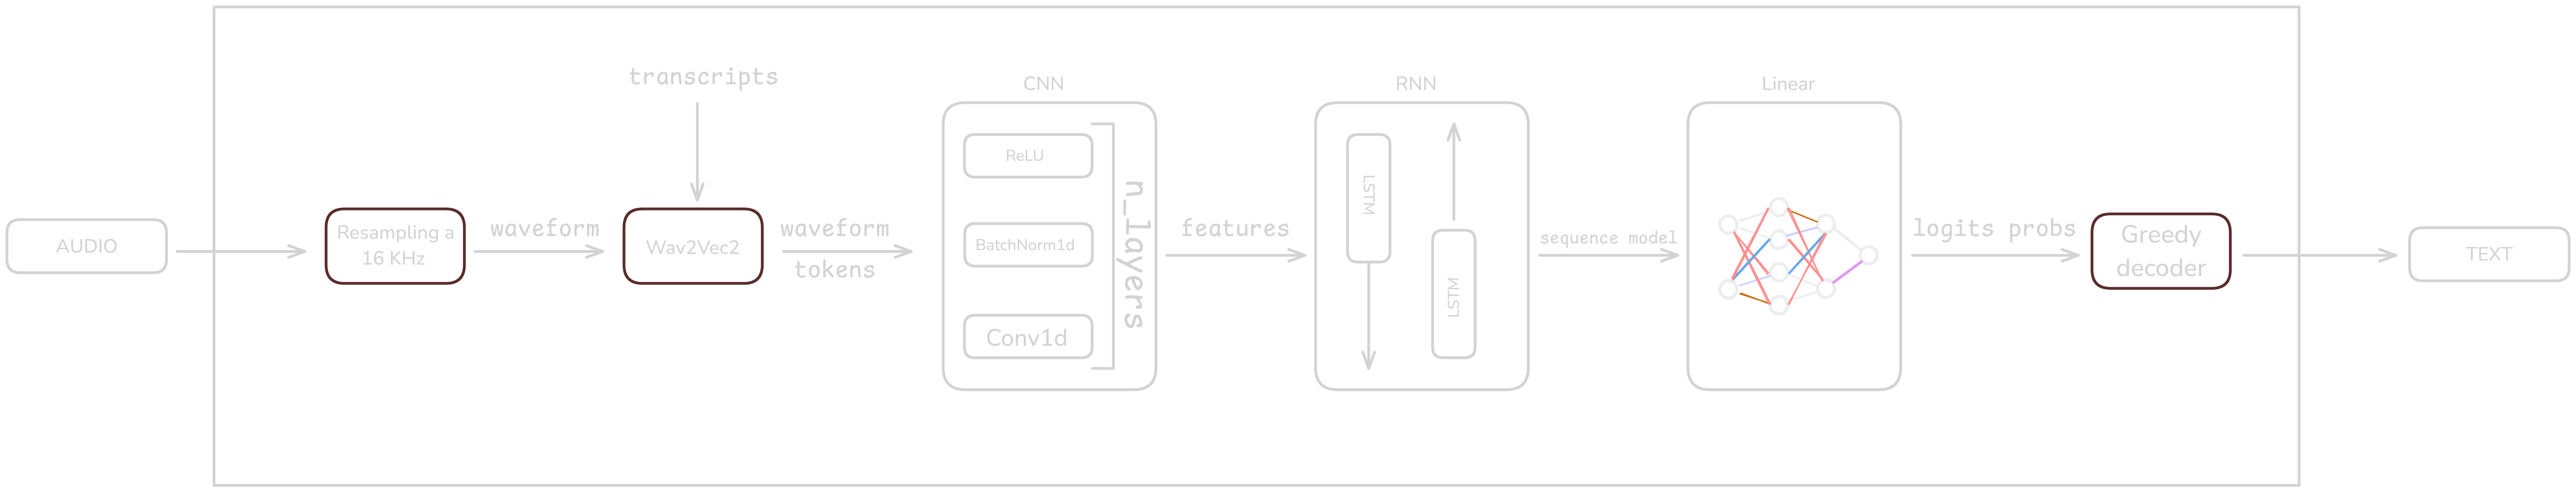 transcripts
CNN
RNN
Linear
AUDIO
Resampling a
16 KHz
waveform
Wav2Vec2
waveform
tokens
ReLU
BatchNorm1d
Conv1d
n_layers
features
LSTM
LSTM
sequence model
logits probs
Greedy
decoder
TEXT